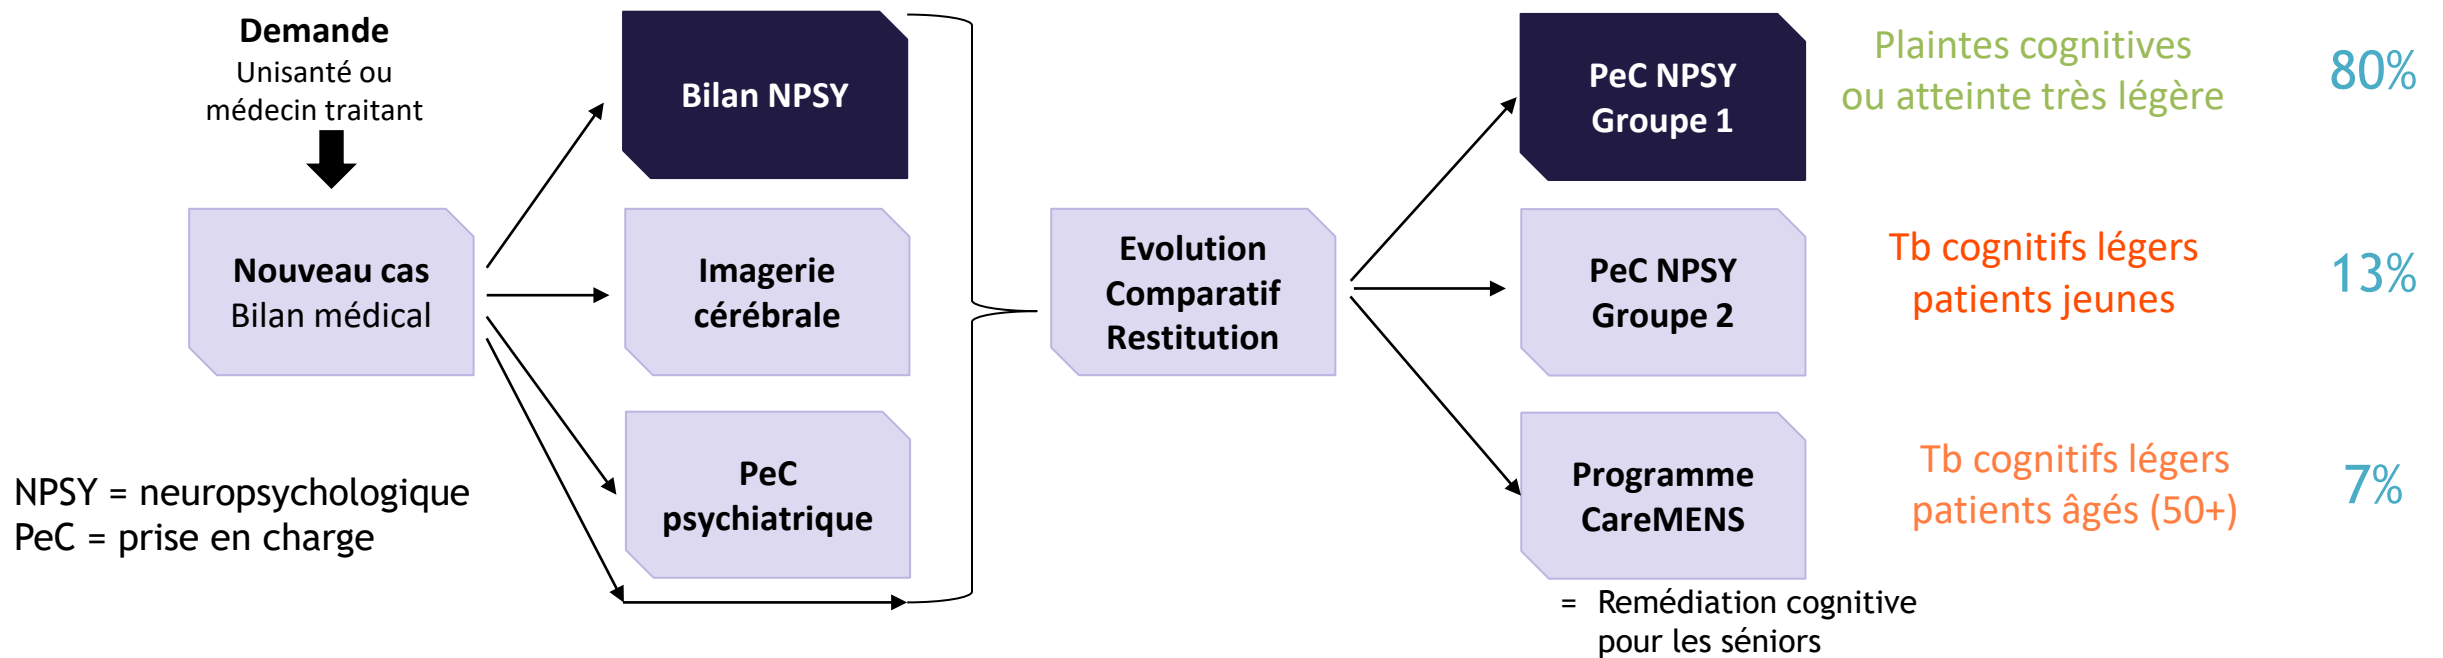 Demande
Unisanté ou
médecin traitant
Nouveau cas
Bilan médical
NPSY = neuropsychologique
PeC = prise en charge
Bilan NPSY
Imagerie
cérébrale
PeC
psychiatrique
Evolution
Comparatif
Restitution
PeC NPSY
Groupe 1
Plaintes cognitives
ou atteinte très légère
80%
PeC NPSY
Groupe 2
Tb cognitifs légers
patients jeunes
13%
Programme
CareMENS
Tb cognitifs légers
patients âgés (50+)
7%
= Remédiation cognitive
pour les séniors